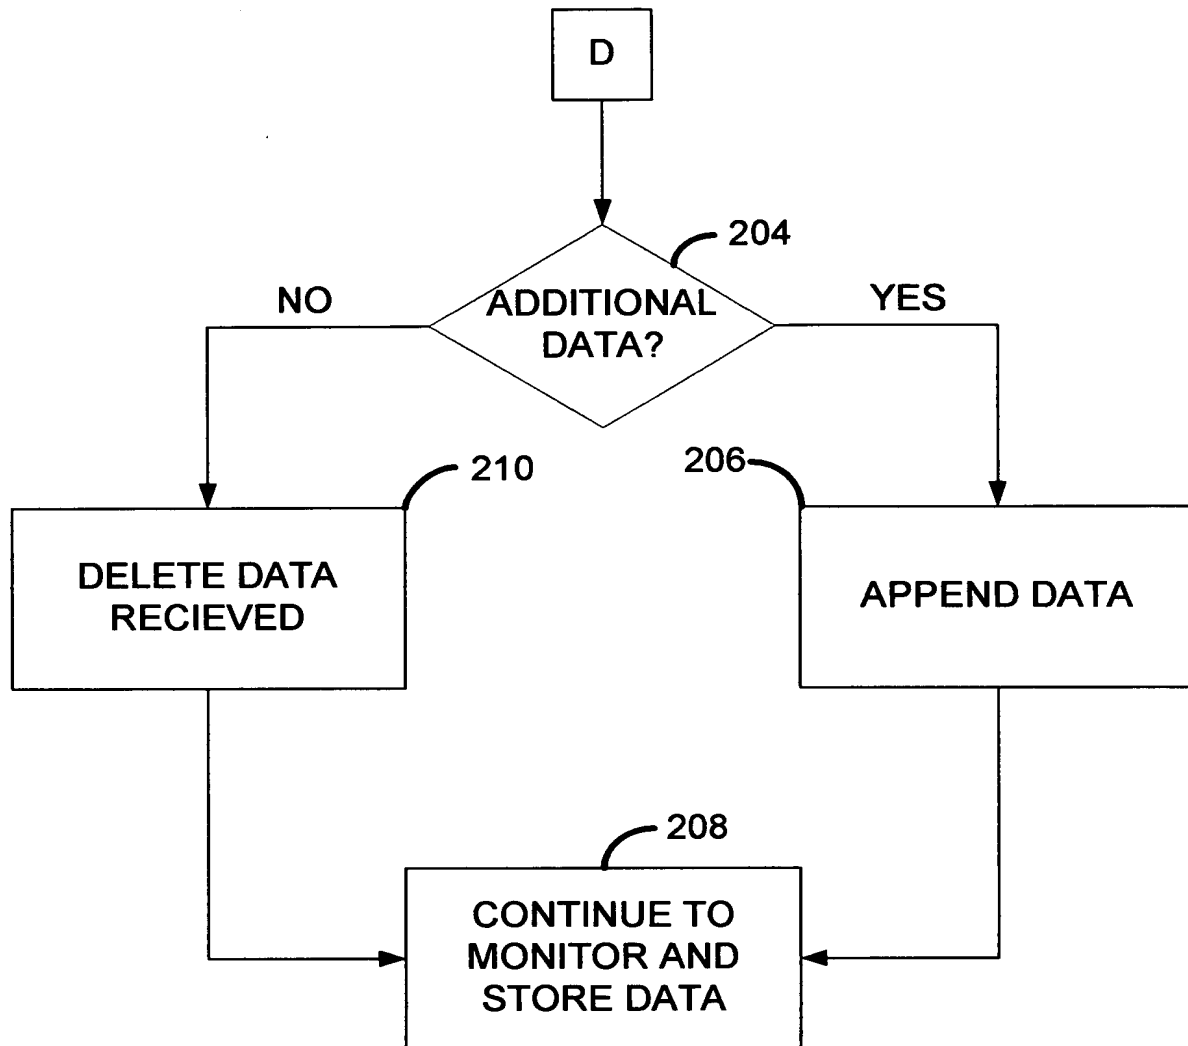 D
204
NO
ADDITIONAL
DATA?
YES
210
206
DELETE DATA
RECIEVED
APPEND DATA
208
CONTINUE TO
MONITOR AND
STORE DATA